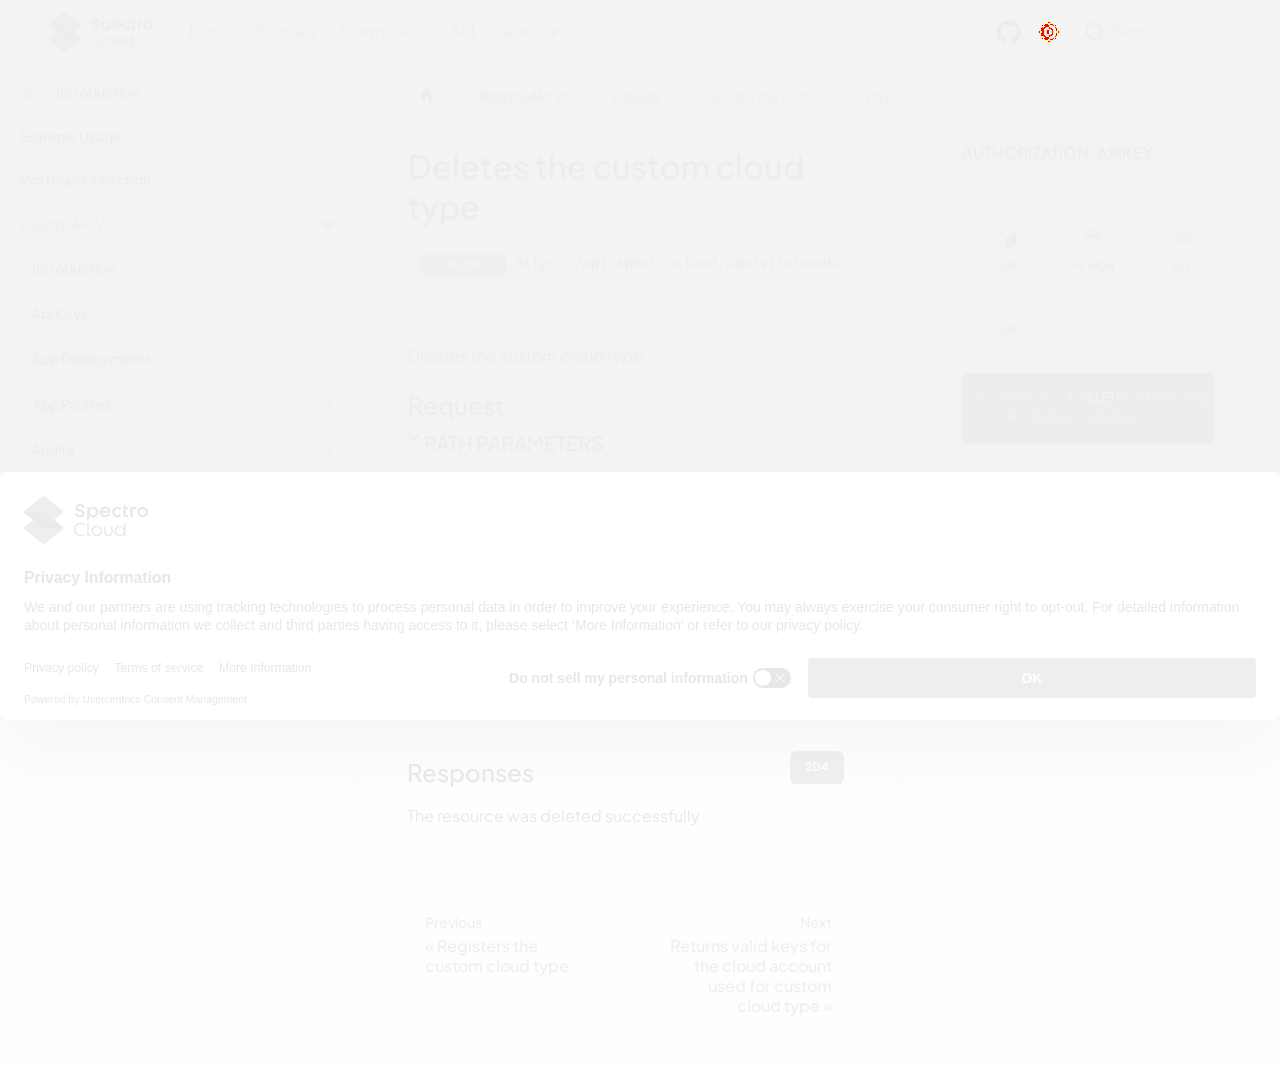 Spectro Cloud
Docs Tutorials Downloads API latest
Search
Introduction
Example Usage
Postman Collection
Palette API V1
Introduction
Api Keys
App Deployments
App Profiles
Audits
Palette API V1
Clouds
Deletes the custom cloud type
Deletes the custom cloud
type
DELETE https://api.spectrocloud.com/v1/clouds/
Deletes the custom cloud type
Request
PATH PARAMETERS
AUTHORIZATION: APIKEY
CURL PYTHON GO
CURL
DELETE
Spectro Cloud
Privacy Information
We and our partners are using tracking technologies to process personal data in order to improve your experience. You may always exercise your consumer right to opt-out. For detailed information
about personal information we collect and third parties having access to it, please select ‘More Information’ or refer to our privacy policy.
Privacy policy Terms of service More Information
Powered by Usercentrics Consent Management
Do not sell my personal information
OK
Responses
204
The resource was deleted successfully
Previous
« Registers the
custom cloud type
Next
Returns valid keys for
the cloud account
used for custom
cloud type »